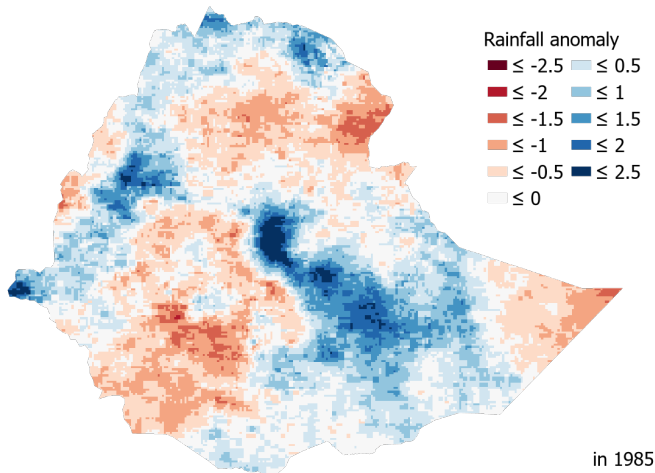 Rainfall anomaly
≤ -2.5 ≤ 0.5
≤ -2 ≤ 1
≤ -1.5 ≤ 1.5
≤ -1 ≤ 2
≤ -0.5 ≤ 2.5
≤ 0
in 1985